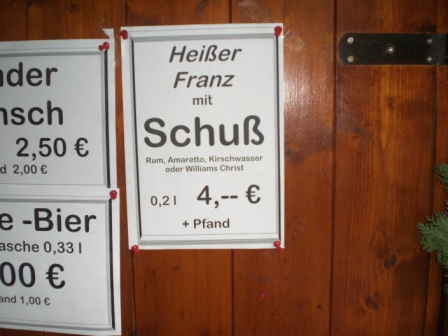 nder
nsch
2,50 €
d 2,00 €
e -Bier
asche 0,33 l
00 €
and 1,00 €
Heißer
Franz
mit
Schuß
Rum, Amaretto, Kirschwasser
oder Williams Christ
0,2 l 4,-- €
+ Pfand